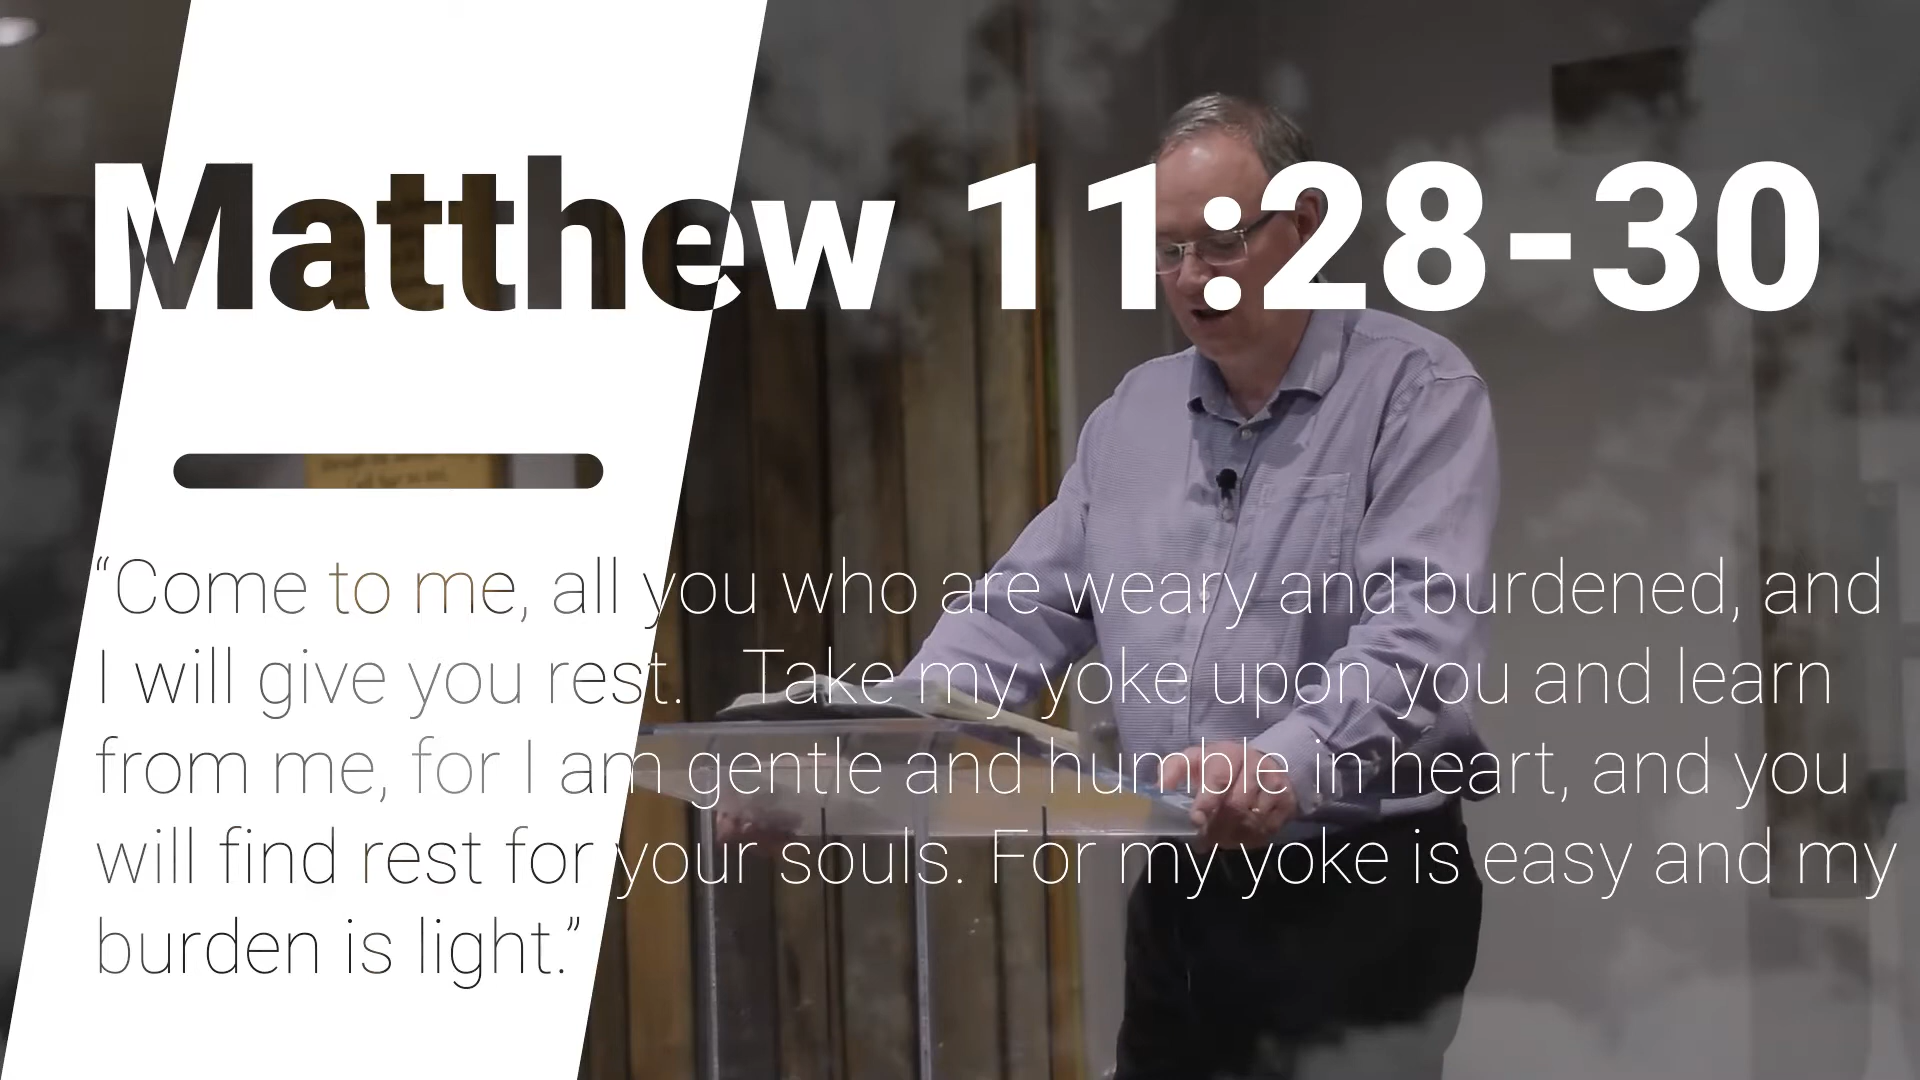 Matthew 11:28-30
“Come to me, all you who are weary and burdened, and
I will give you rest.   Take my yoke upon you and learn
from me, for I am gentle and humble in heart, and you
will find rest for your souls. For my yoke is easy and my
burden is light.”